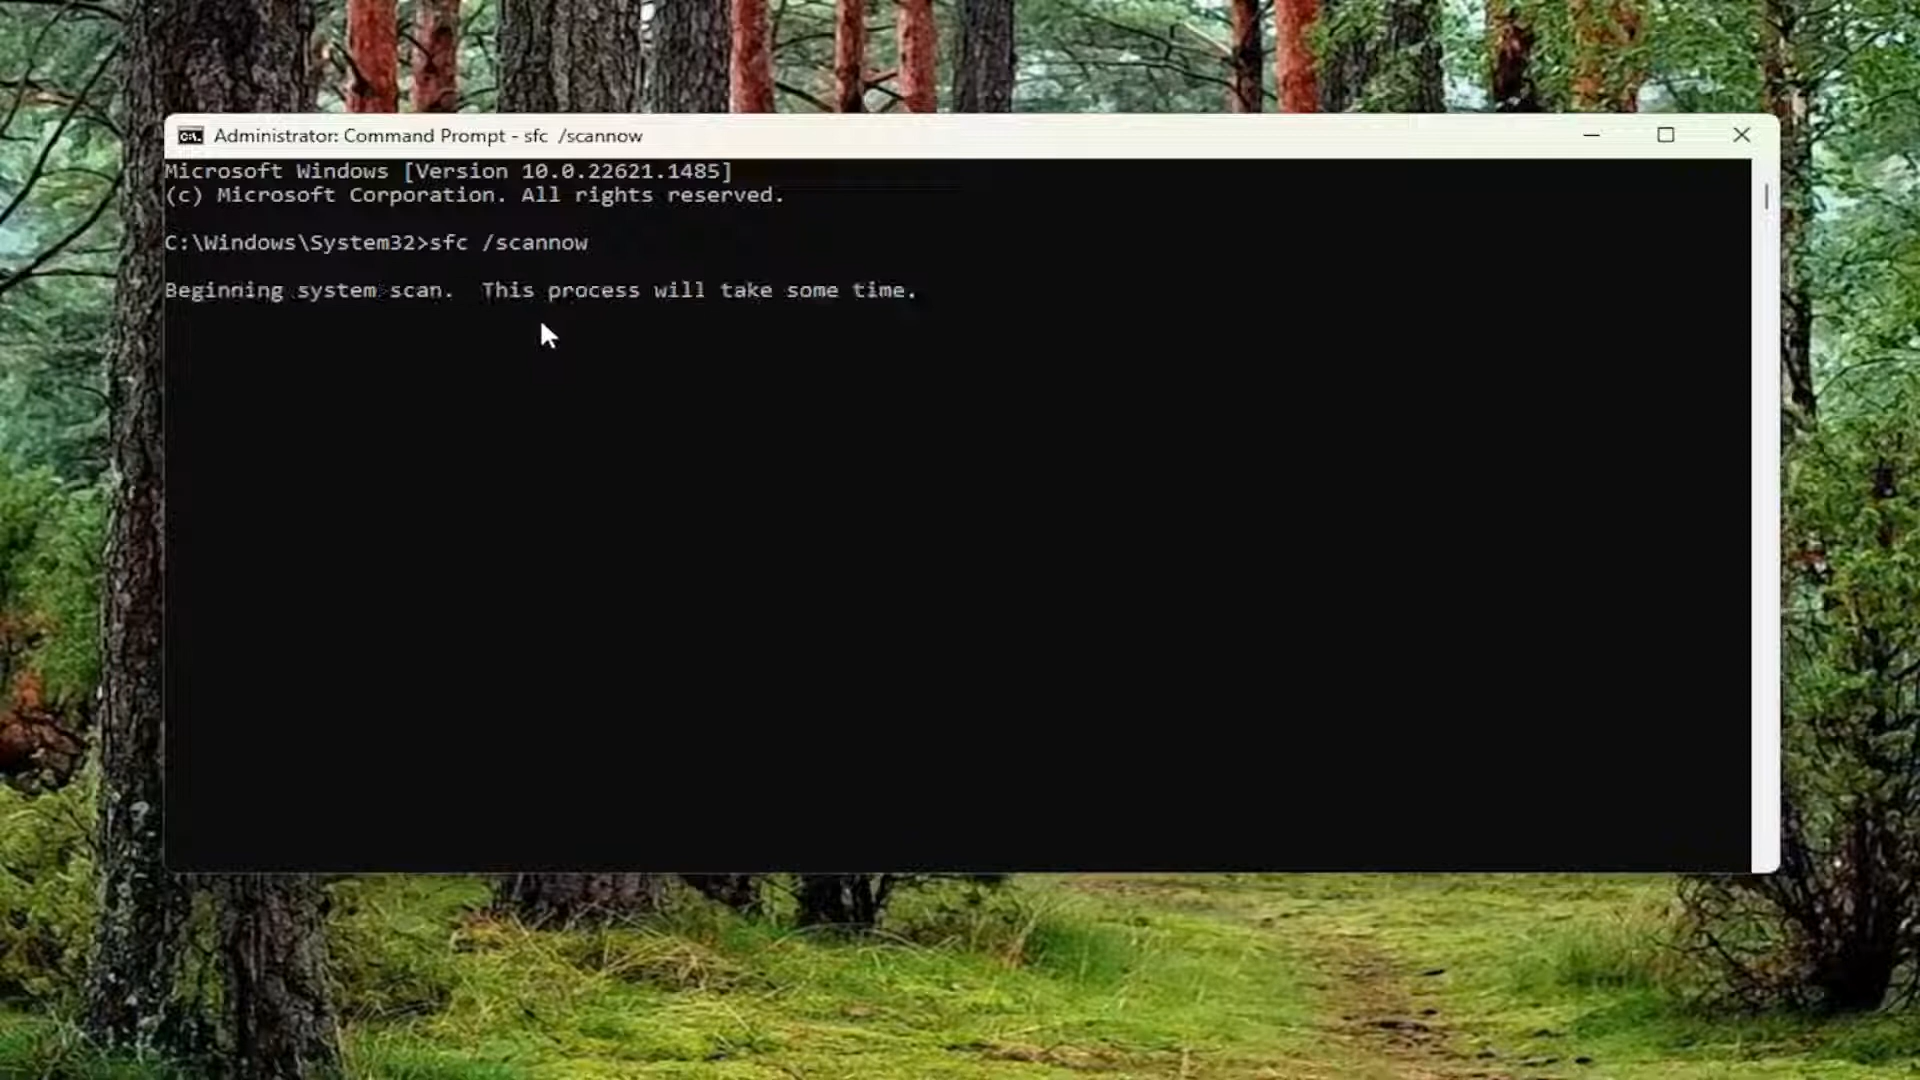 Administrator: Command Prompt - sfc  /scannow
Microsoft Windows [Version 10.0.22621.1485]
(c) Microsoft Corporation. All rights reserved.
C:\Windows\System32>sfc /scannow
Beginning system scan.  This process will take some time.